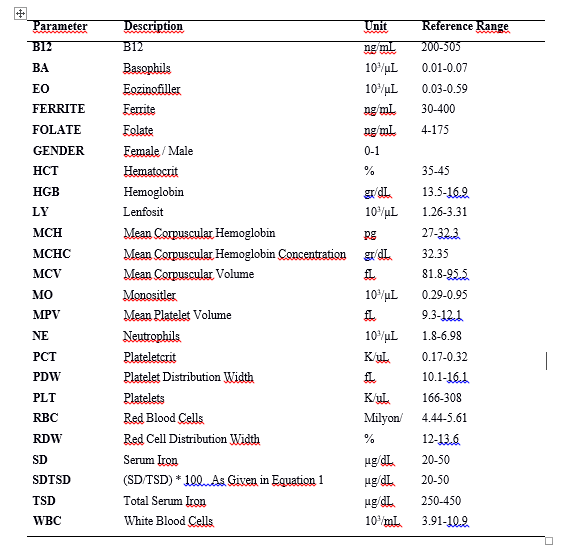 Parameter Description Unit Reference Range
B12 B12 ng/mL 200-505
BA Basophils 10³/µL 0.01-0.07
EO Eozinofiller 10³/µL 0.03-0.59
FERRITE Ferrite ng/mL 30-400
FOLATE Folate ng/mL 4-175
GENDER Female / Male 0-1
HCT Hematocrit % 35-45
HGB Hemoglobin gr/dL 13.5-16.9
LY Lenfosit 10³/µL 1.26-3.31
MCH Mean Corpuscular Hemoglobin pg 27-32.3
MCHC Mean Corpuscular Hemoglobin Concentration gr/dL 32.35
MCV Mean Corpuscular Volume fL 81.8-95.5
MO Monositler 10³/µL 0.29-0.95
MPV Mean Platelet Volume fL 9.3-12.1
NE Neutrophils 10³/µL 1.8-6.98
PCT Plateletcrit K/uL 0.17-0.32
PDW Platelet Distribution Width fL 10.1-16.1
PLT Platelets K/uL 166-308
RBC Red Blood Cells Milyon/ 4.44-5.61
RDW Red Cell Distribution Width % 12-13.6
SD Serum Iron µg/dL 20-50
SDTSD (SD/TSD) * 100 As Given in Equation 1 µg/dL 20-50
TSD Total Serum Iron µg/dL 250-450
WBC White Blood Cells 10³/mL 3.91-10.9